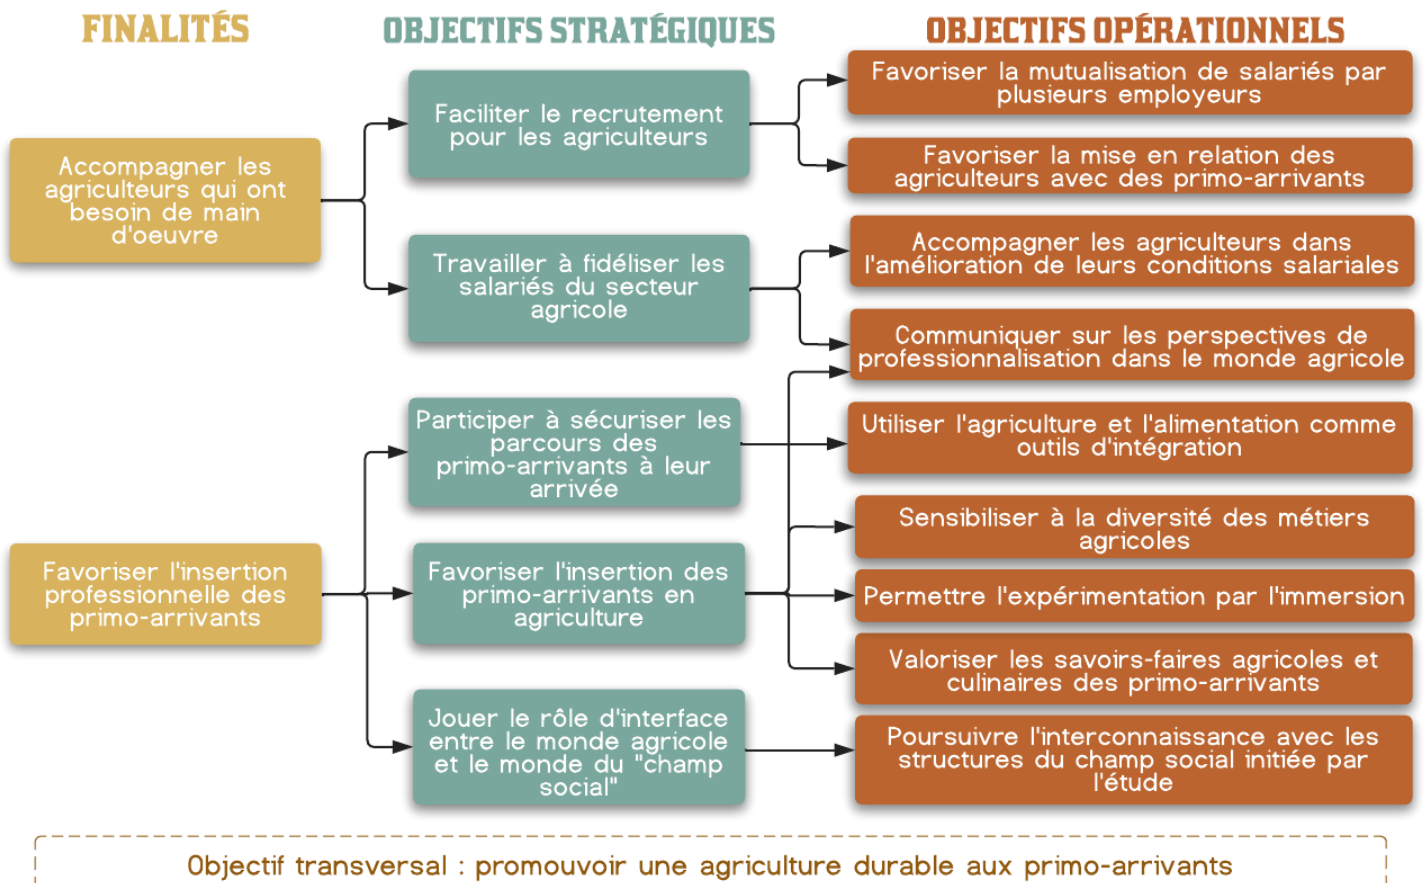 FINALITÉS
OBJECTIFS STRATÉGIQUES
OBJECTIFS OPÉRATIONNELS
Accompagner les
agriculteurs qui ont
besoin de main
d'oeuvre
Faciliter le recrutement
pour les agriculteurs
Favoriser la mutualisation de salariés par
plusieurs employeurs
Favoriser la mise en relation des
agriculteurs avec des primo-arrivants
Travailler à fidéliser les
salariés du secteur
agricole
Accompagner les agriculteurs dans
l'amélioration de leurs conditions salariales
Communiquer sur les perspectives de
professionnalisation dans le monde agricole
Favoriser l'insertion
professionnelle des
primo-arrivants
Participer à sécuriser les
parcours des
primo-arrivants à leur
arrivée
Utiliser l'agriculture et l'alimentation comme
outils d'intégration
Favoriser l'insertion des
primo-arrivants en
agriculture
Sensibiliser à la diversité des métiers
agricoles
Permettre l'expérimentation par l'immersion
Valoriser les savoirs-faires agricoles et
culinaires des primo-arrivants
Jouer le rôle d'interface
entre le monde agricole
et le monde du "champ
social"
Poursuivre l'interconnaissance avec les
structures du champ social initiée par
l'étude
Objectif transversal : promouvoir une agriculture durable aux primo-arrivants